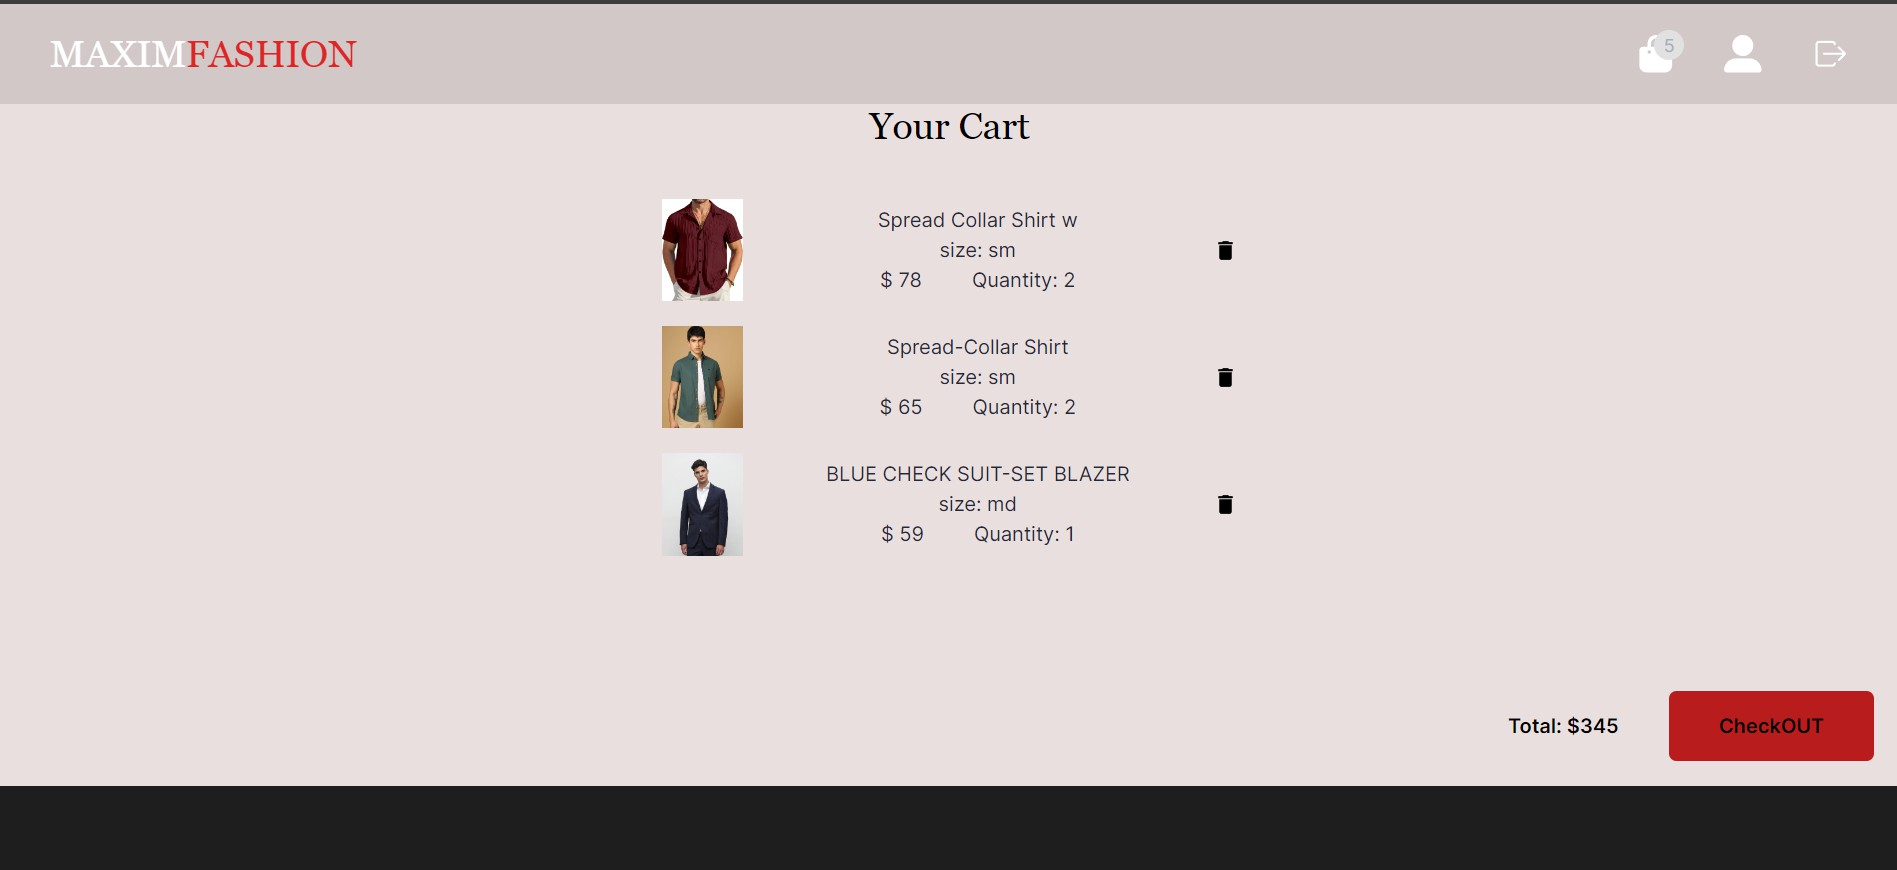 MAXIMFASHION
5
Your Cart
Spread Collar Shirt w
size: sm
$ 78 Quantity: 2
Spread-Collar Shirt
size: sm
$ 65 Quantity: 2
BLUE CHECK SUIT-SET BLAZER
size: md
$ 59 Quantity: 1
Total: $345 CheckOUT